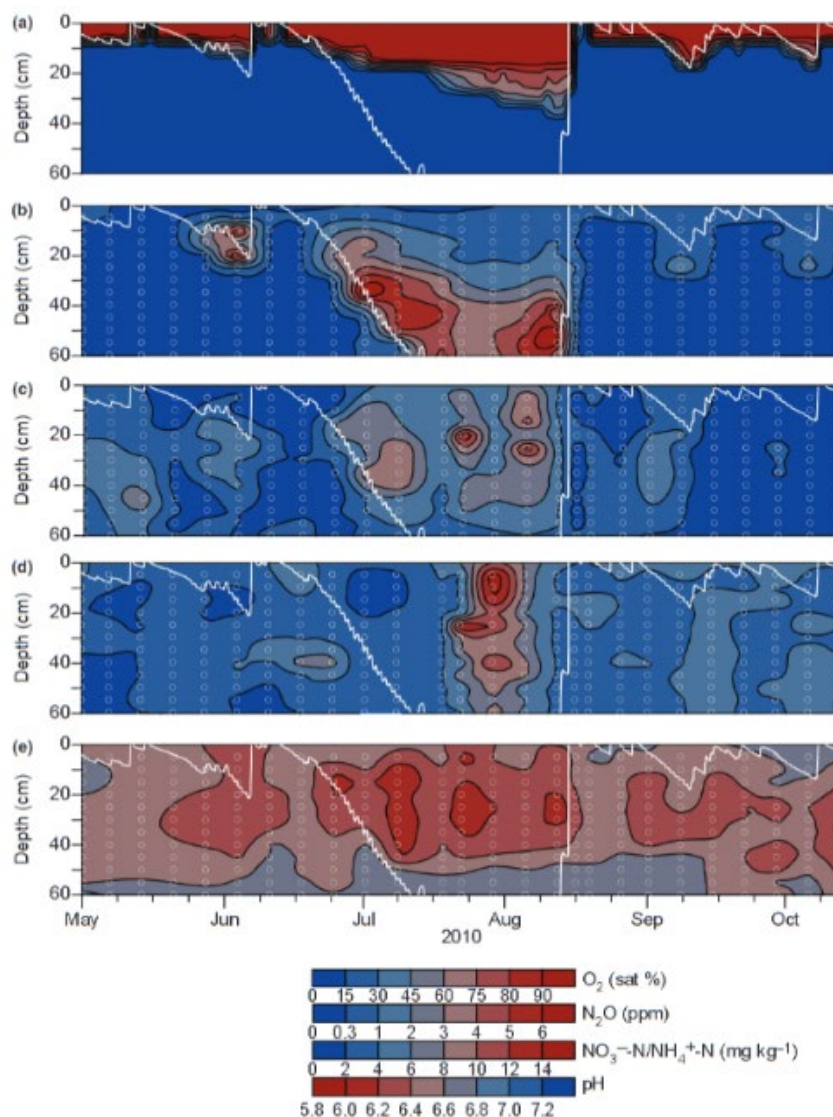 (a) 0
20
40
60
Depth (cm)
(b) 0
20
40
60
Depth (cm)
(c) 0
20
40
60
Depth (cm)
(d) 0
20
40
60
Depth (cm)
(e) 0
20
40
60
Depth (cm)
May Jun Jul Aug Sep Oct
2010
O₂ (sat %)
0 15 30 45 60 75 80 90
N₂O (ppm)
0 0.3 1 2 3 4 5 6
NO₃⁻-N/NH₄⁺-N (mg kg⁻¹)
0 2 4 6 8 10 12 14
pH
5.8 6.0 6.2 6.4 6.6 6.8 7.0 7.2